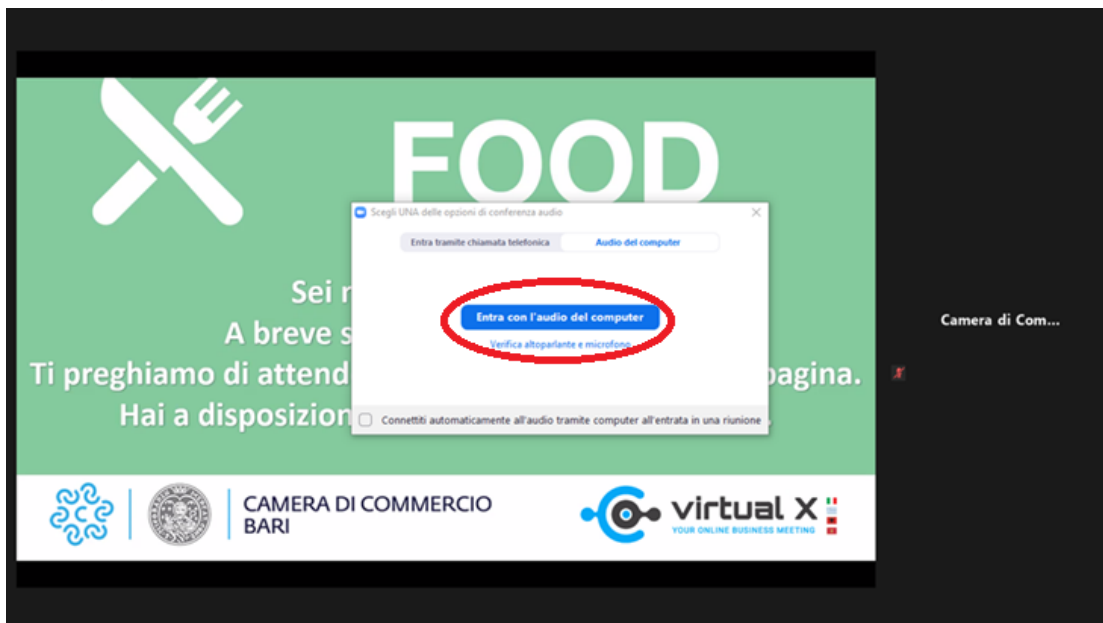 FOOD
Scegli UNA delle opzioni di conferenza audio
Entra tramite chiamata telefonica
Audio del computer
Entra con l'audio del computer
Verifica altoparlante e microfono
Connettiti automaticamente all'audio tramite computer all'entrata in una riunione
Sei
A breve
Ti preghiamo di pagina.
Hai a
Camera di Com...
CAMERA DI COMMERCIO
BARI
virtual X
YOUR ONLINE BUSINESS MEETING